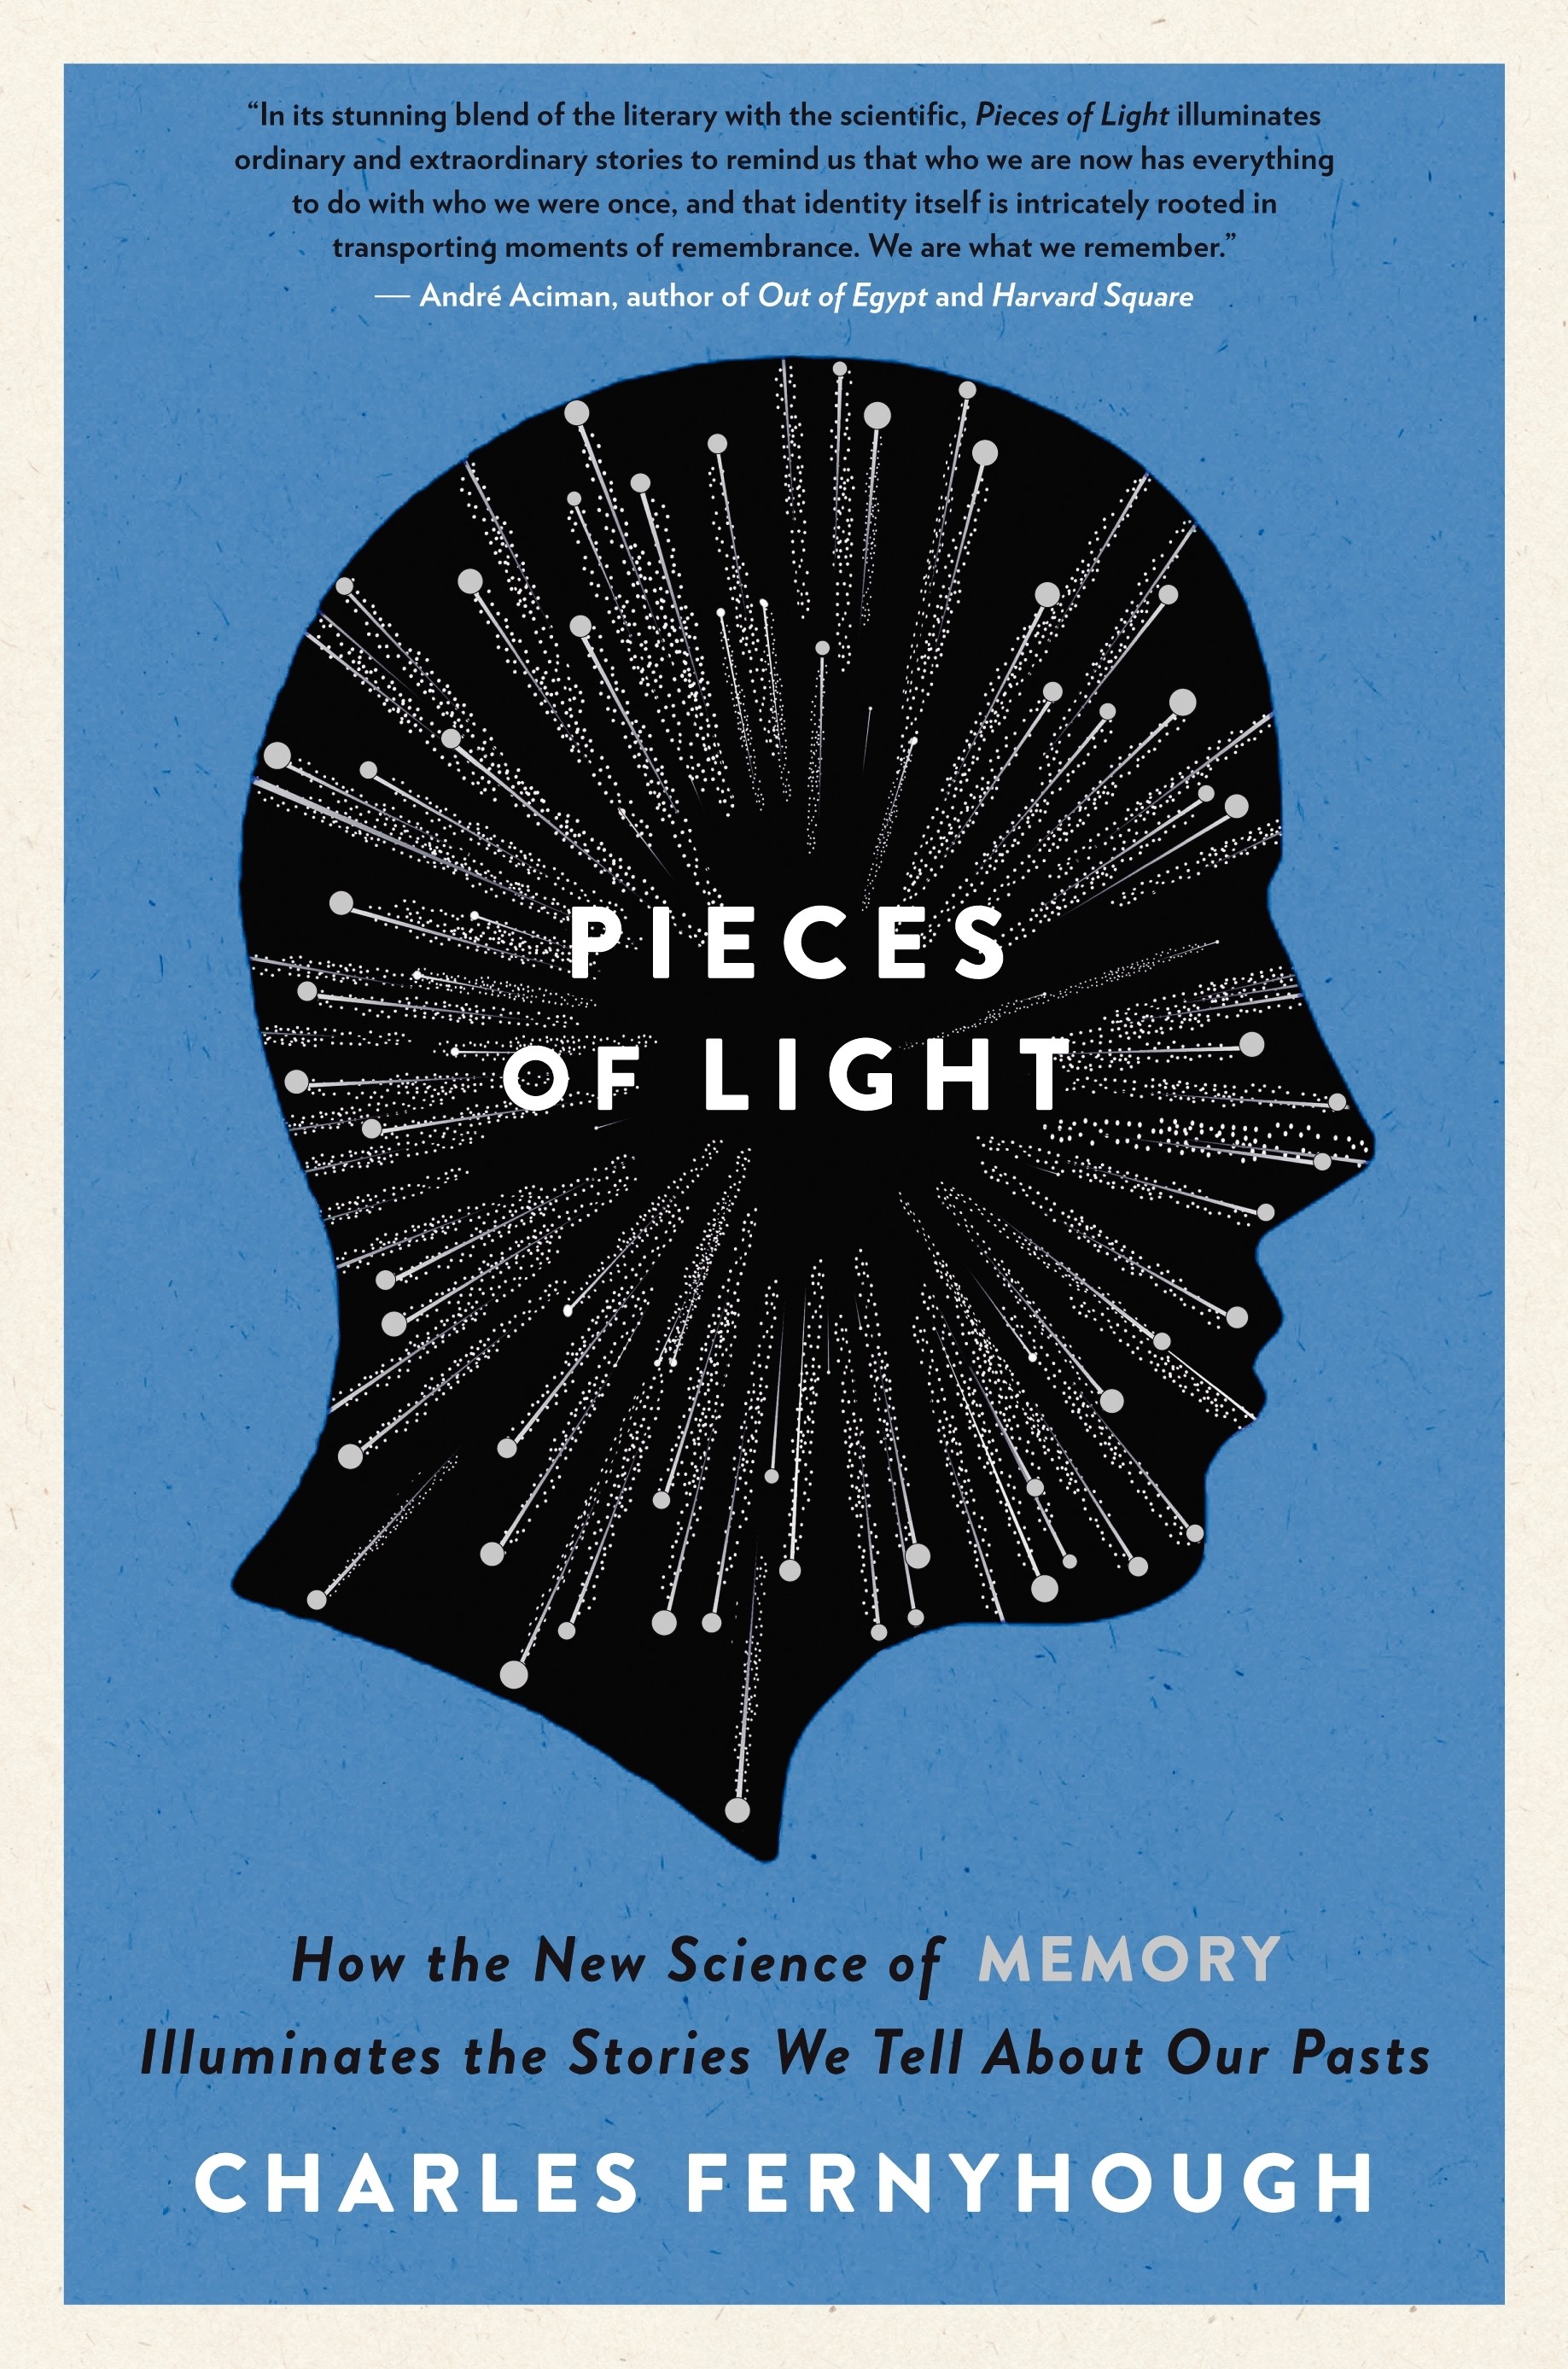 “In its stunning blend of the literary with the scientific, Pieces of Light illuminates
ordinary and extraordinary stories to remind us that who we are now has everything
to do with who we were once, and that identity itself is intricately rooted in
transporting moments of remembrance. We are what we remember.”
— André Aciman, author of Out of Egypt and Harvard Square
PIECES
OF LIGHT
How the New Science of MEMORY
Illuminates the Stories We Tell About Our Pasts
CHARLES FERNYHOUGH